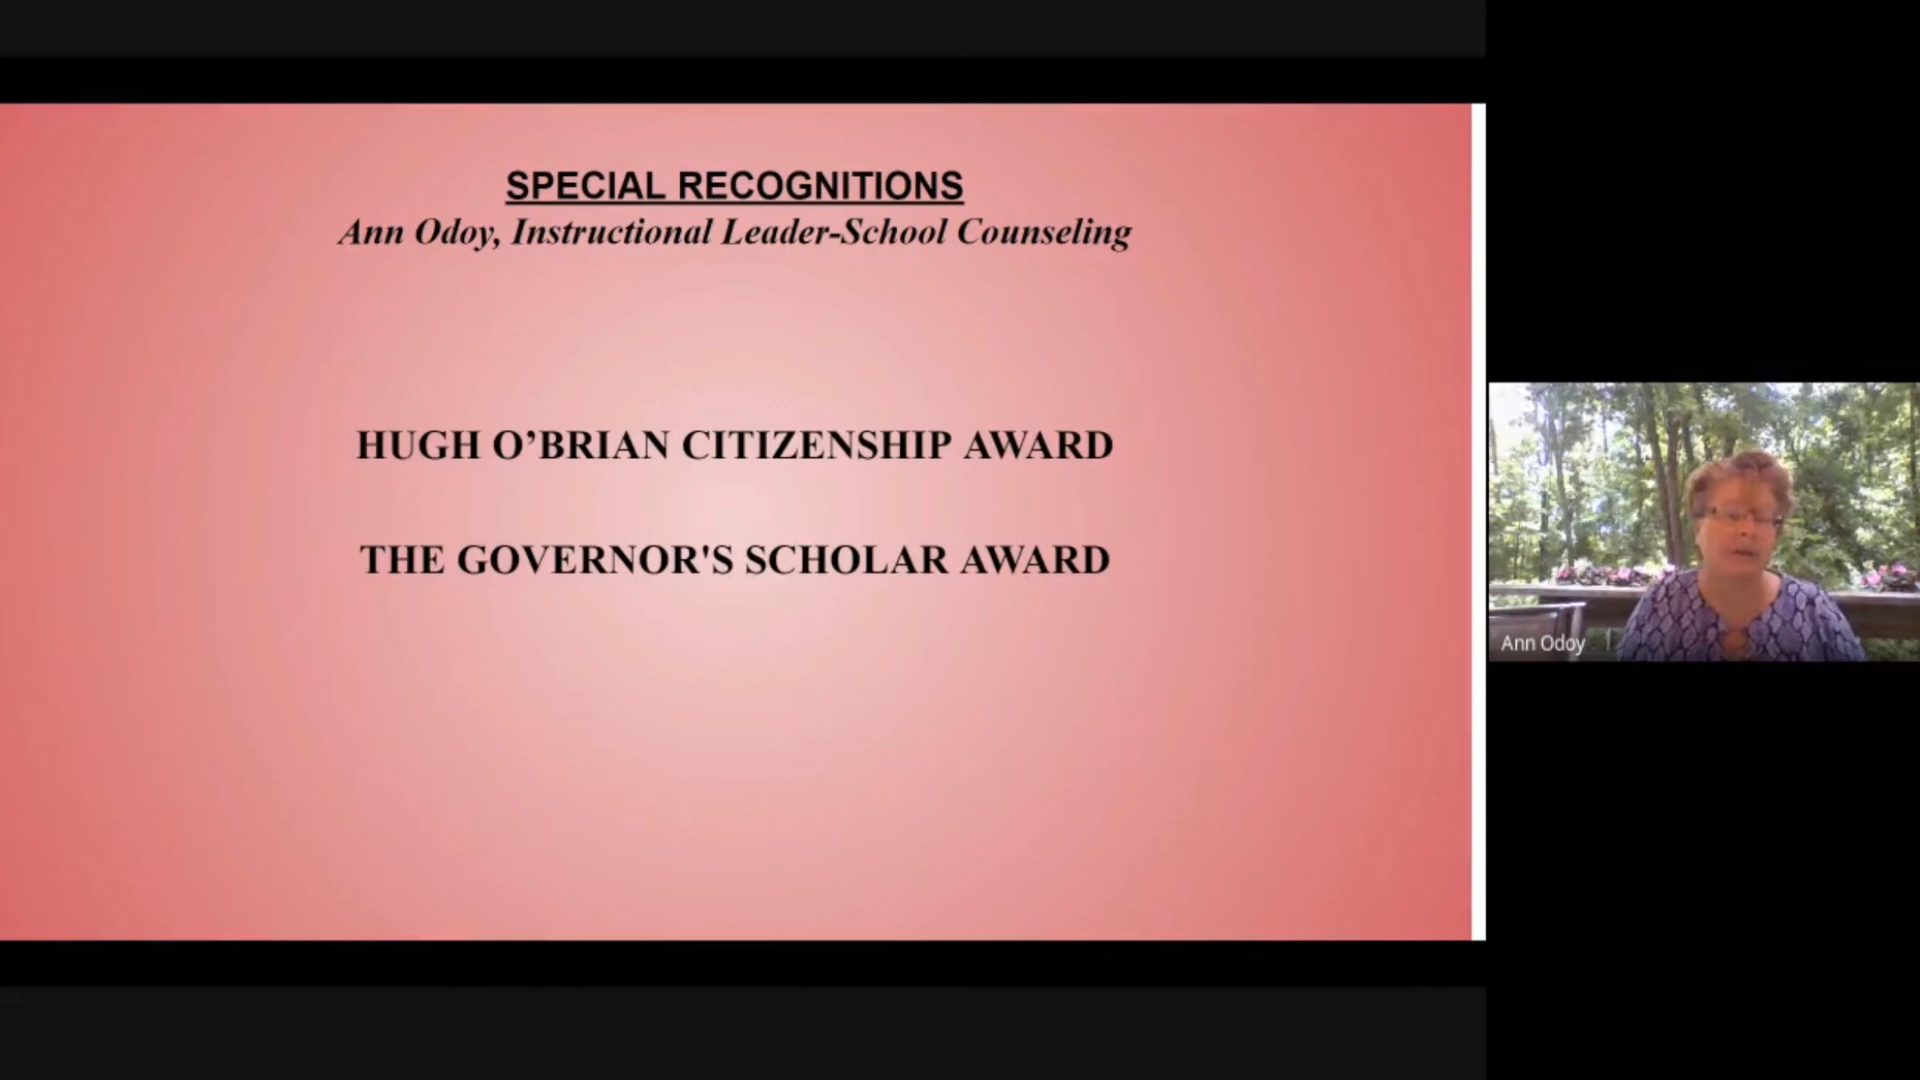 SPECIAL RECOGNITIONS
Ann Odoy, Instructional Leader-School Counseling
HUGH O’BRIAN CITIZENSHIP AWARD
THE GOVERNOR'S SCHOLAR AWARD
Ann Odoy